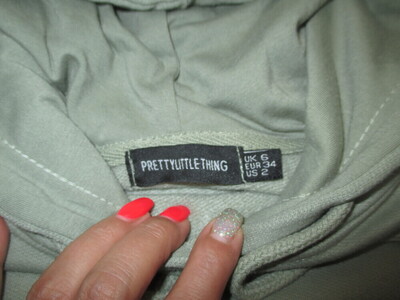 PRETTYLITTLETHING
UK 6
EUR 34
US 2